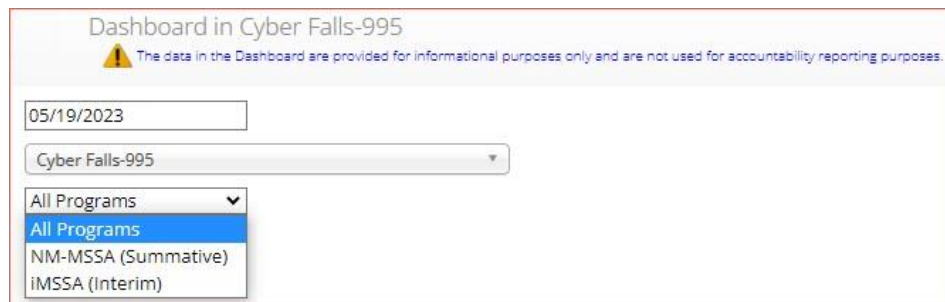 Dashboard in Cyber Falls-995
The data in the Dashboard are provided for informational purposes only and are not used for accountability reporting purposes.
05/19/2023
Cyber Falls-995
All Programs
All Programs
NM-MSSA (Summative)
iMSSA (Interim)